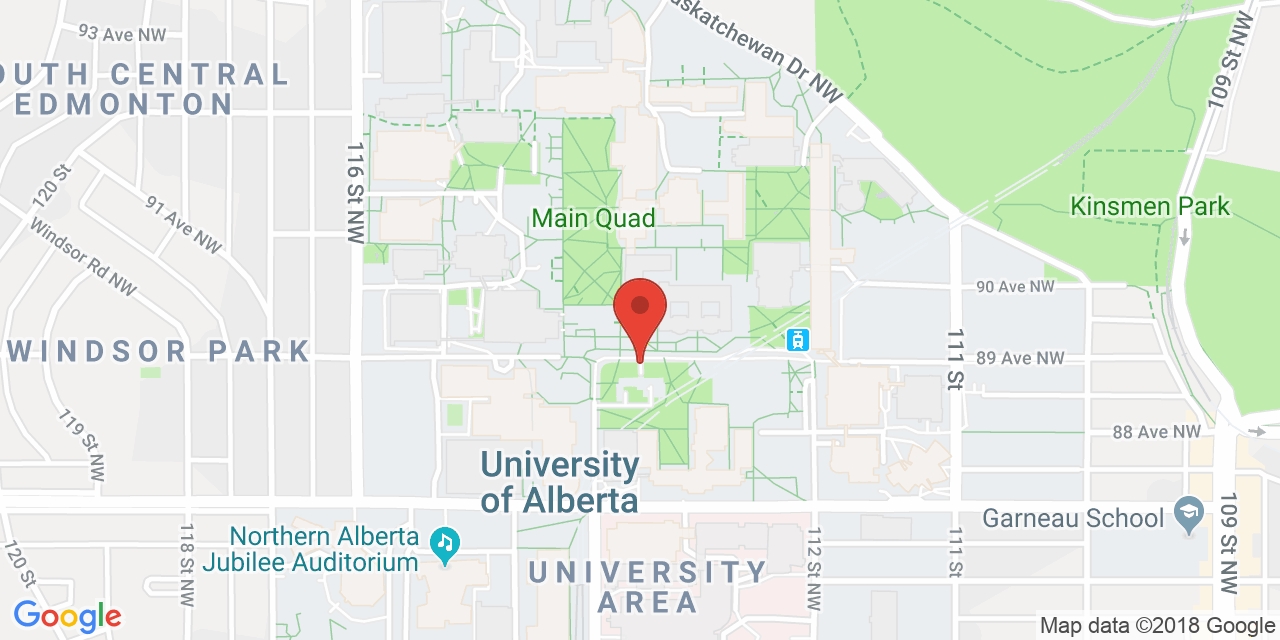 93 Ave NW
Saskatchewan Dr NW
109 St NW
OUTH CENTRAL
EDMONTON
116 St NW
120 St
91 Ave NW
Windsor Rd NW
Main Quad
Kinsmen Park
90 Ave NW
WINDSOR PARK
111 St
89 Ave NW
119 St NW
88 Ave NW
University
of Alberta
Northern Alberta
Jubilee Auditorium
Garneau School
109 St NW
118 St NW
120 St
112 St NW
111 St
UNIVERSITY
AREA
Google
Map data ©2018 Google